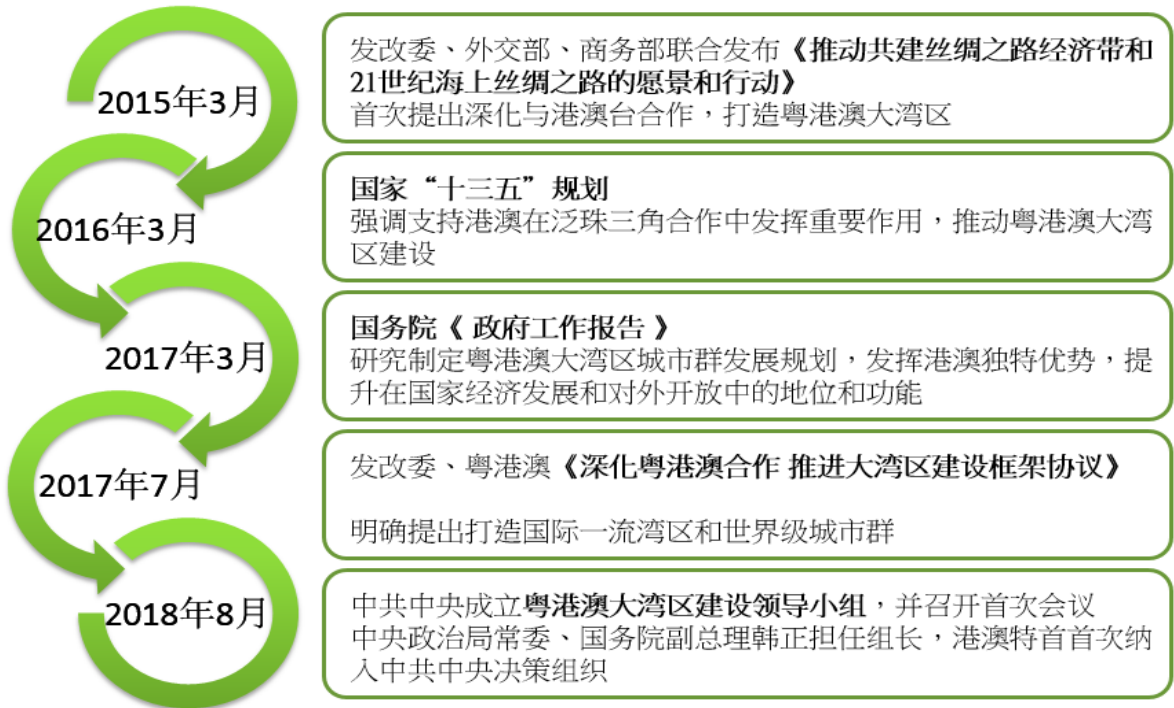 2015年3月
发改委、外交部、商务部联合发布《推动共建丝绸之路经济带和
21世纪海上丝绸之路的愿景和行动》
首次提出深化与港澳台合作，打造粤港澳大湾区
2016年3月
国家“十三五”规划
强调支持港澳在泛珠三角合作中发挥重要作用，推动粤港澳大湾
区建设
2017年3月
国务院《 政府工作报告 》
研究制定粤港澳大湾区城市群发展规划，发挥港澳独特优势，提
升在国家经济发展和对外开放中的地位和功能
2017年7月
发改委、粤港澳《深化粤港澳合作 推进大湾区建设框架协议》
明确提出打造国际一流湾区和世界级城市群
2018年8月
中共中央成立粤港澳大湾区建设领导小组，并召开首次会议
中央政治局常委、国务院副总理韩正担任组长，港澳特首首次纳
入中共中央决策组织